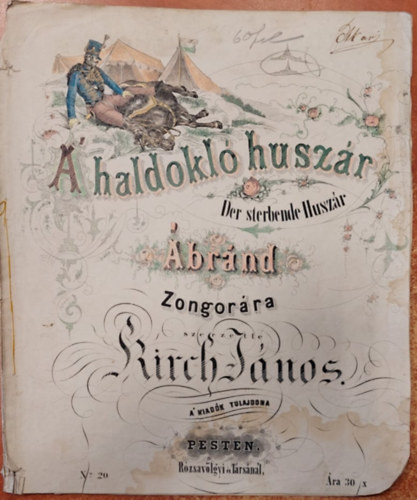 A' haldokló huszár
Der sterbende Huszár
Ábránd
Zongorára
szerzette
Kirch János.
A' KIADÓK TULAJDONA
PESTEN,
Rózsavölgyi és Társánál,
No. 20
Ára 30 x